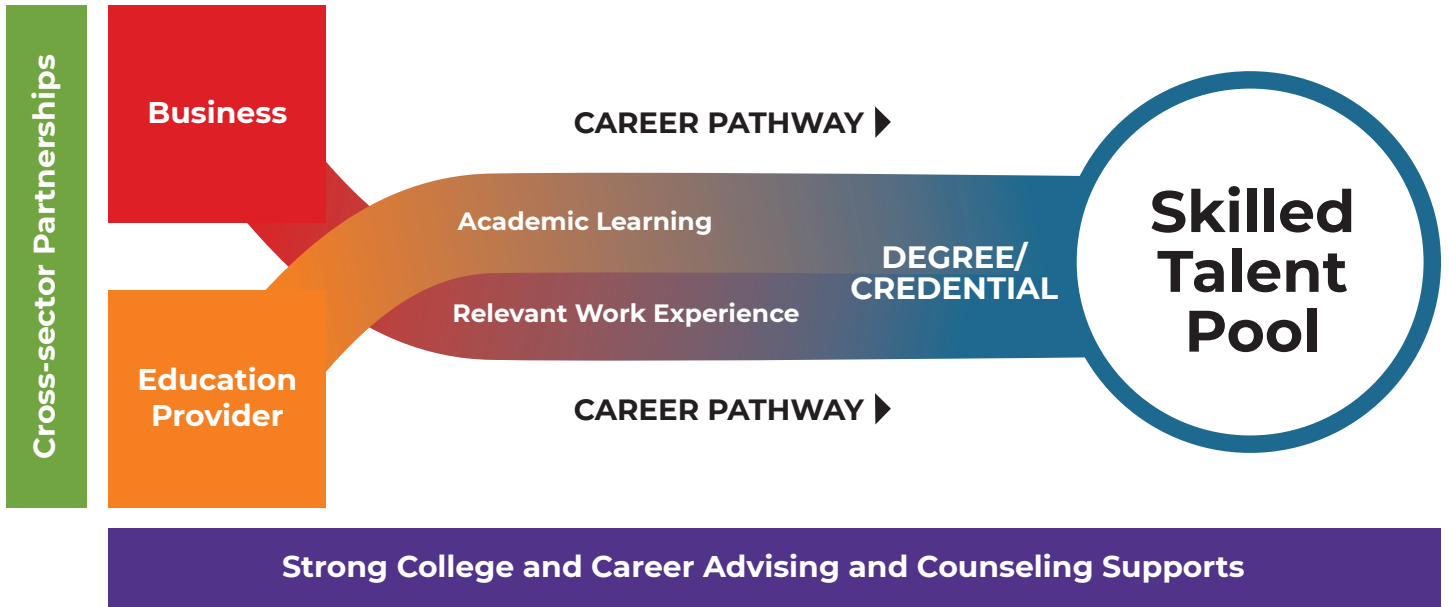 Cross-sector Partnerships
Business
Education
Provider
CAREER PATHWAY
Academic Learning
Relevant Work Experience
DEGREE/
CREDENTIAL
CAREER PATHWAY
Skilled
Talent
Pool
Strong College and Career Advising and Counseling Supports